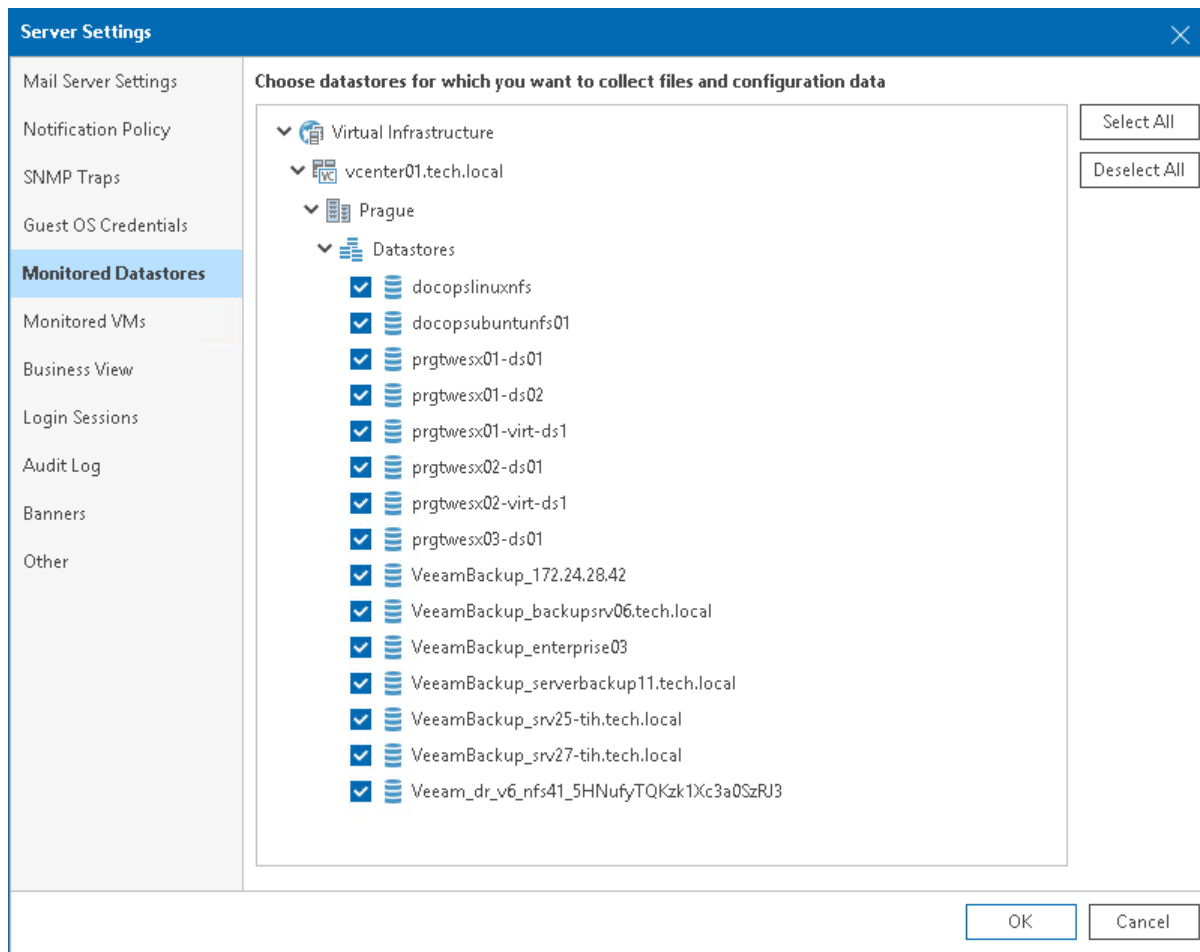 Server Settings
Mail Server Settings
Notification Policy
SNMP Traps
Guest OS Credentials
Monitored Datastores
Monitored VMs
Business View
Login Sessions
Audit Log
Banners
Other
Choose datastores for which you want to collect files and configuration data
Virtual Infrastructure
VC vcenter01.tech.local
Prague
Datastores
docopslinuxnfs
docopsubuntunfs01
prgtwesx01-ds01
prgtwesx01-ds02
prgtwesx01-virt-ds1
prgtwesx02-ds01
prgtwesx02-virt-ds1
prgtwesx03-ds01
VeeamBackup_172.24.28.42
VeeamBackup_backupsrv06.tech.local
VeeamBackup_enterprise03
VeeamBackup_serverbackup11.tech.local
VeeamBackup_srv25-tih.tech.local
VeeamBackup_srv27-tih.tech.local
Veeam_dr_v6_nfs41_5HNufyTQKzk1Xc3a0SzRJ3
Select All
Deselect All
OK
Cancel